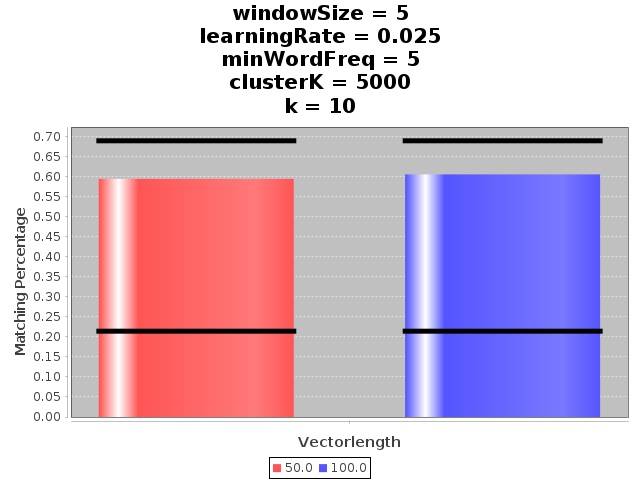 windowSize = 5
learningRate = 0.025
minWordFreq = 5
clusterK = 5000
k = 10
0.70
0.65
0.60
0.55
0.50
0.45
0.40
0.35
0.30
0.25
0.20
0.15
0.10
0.05
0.00
Matching Percentage
Vectorlength
50.0 100.0